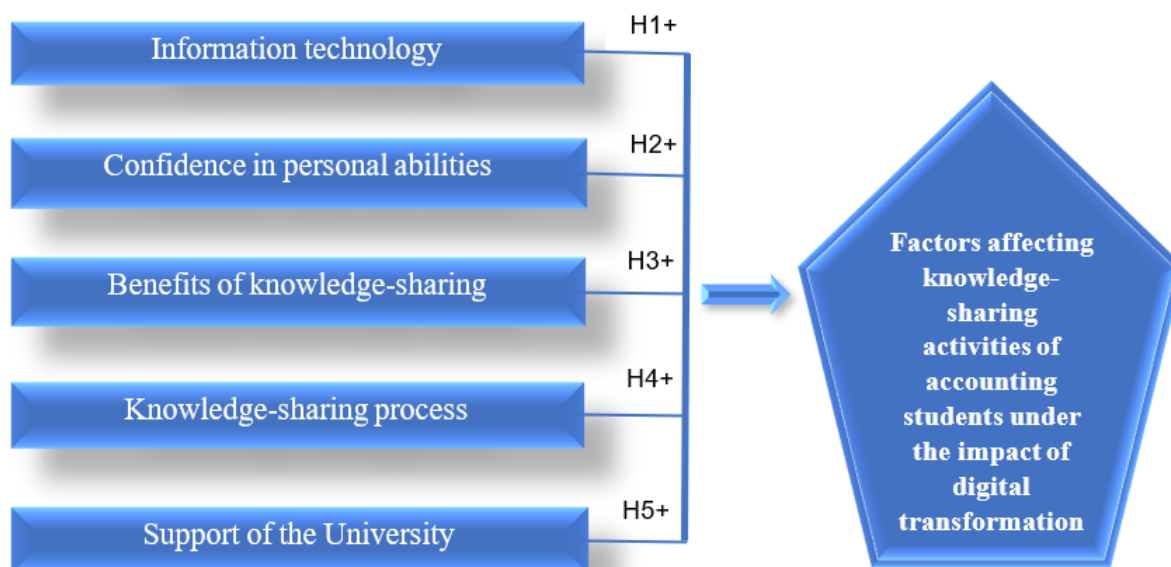 H1+
Information technology
H2+
Confidence in personal abilities
H3+
Benefits of knowledge-sharing
H4+
Knowledge-sharing process
H5+
Support of the University
Factors affecting
knowledge-
sharing
activities of
accounting
students under
the impact of
digital
transformation